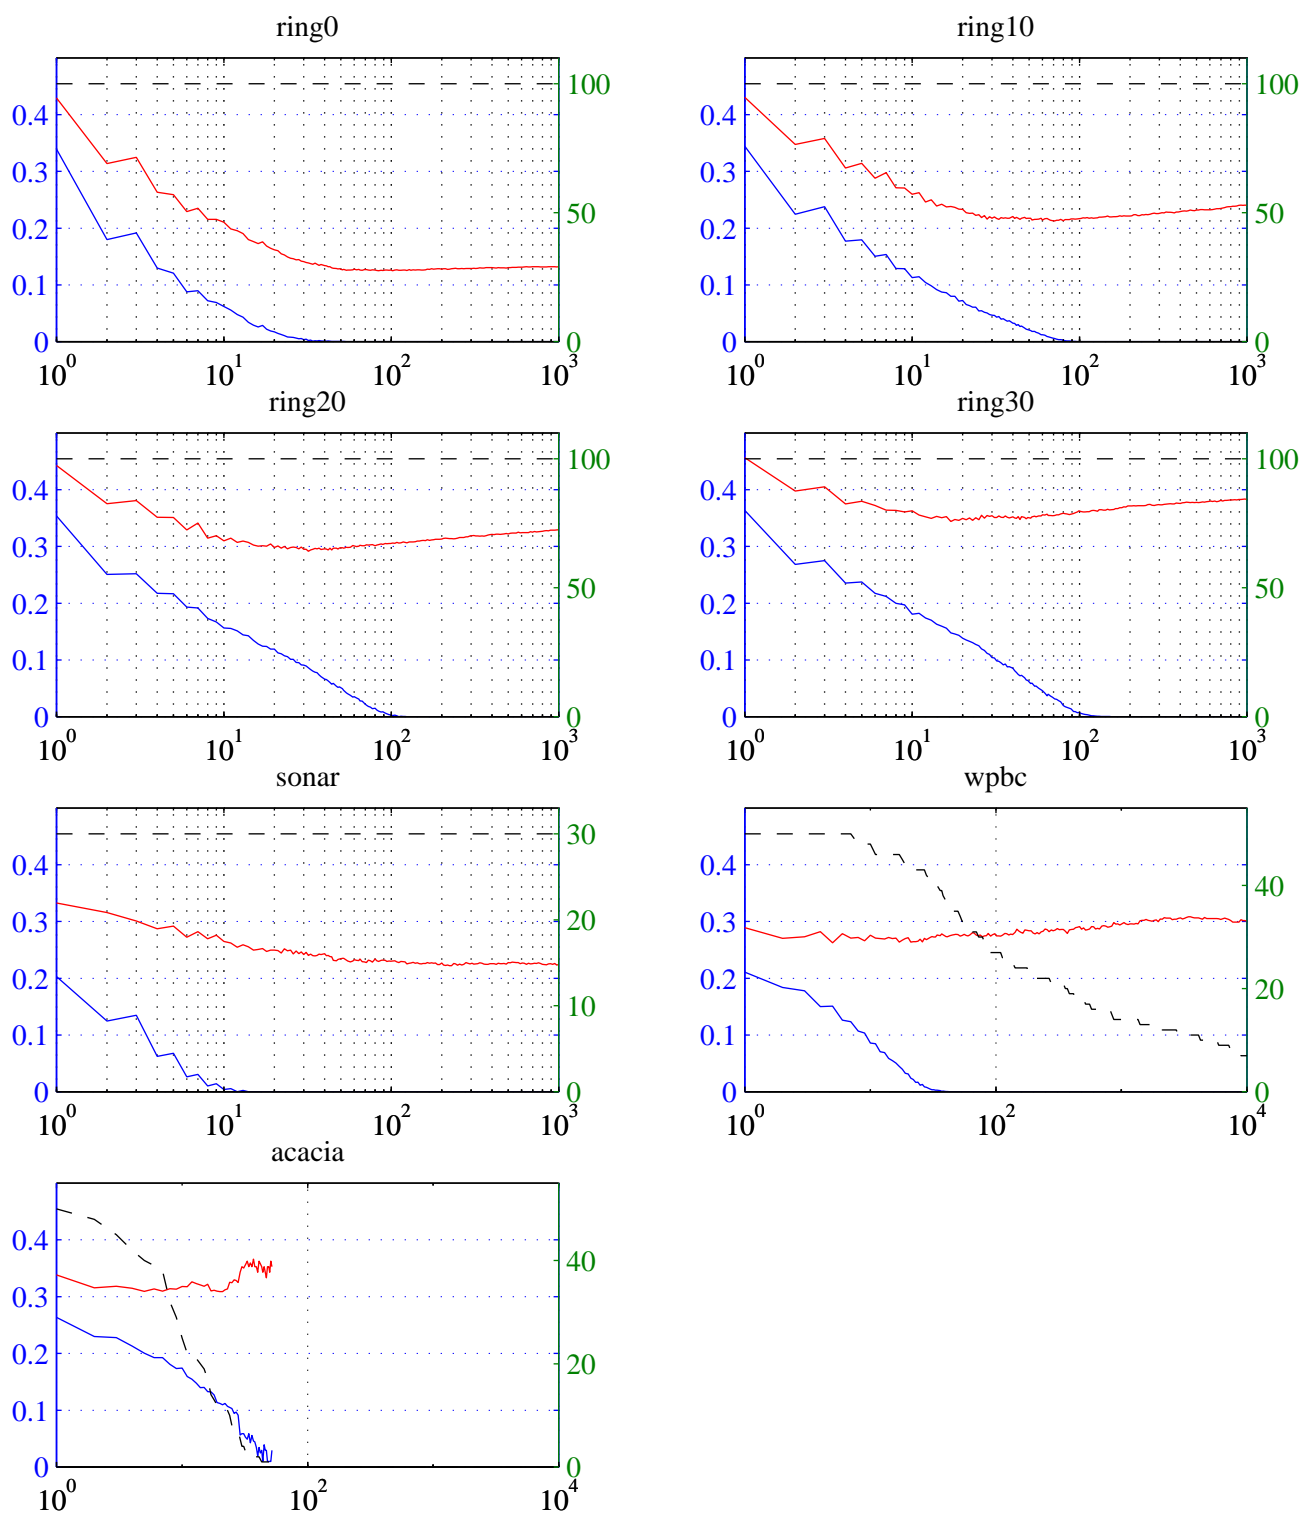 ring0 ring10
0.4 0.3 0.2 0.1 0 100 50 0 0.4 0.3 0.2 0.1 0 100 50 0
10^0 10^1 10^2 10^3 10^0 10^1 10^2 10^3
ring20 ring30
0.4 0.3 0.2 0.1 0 100 50 0 0.4 0.3 0.2 0.1 0 100 50 0
10^0 10^1 10^2 10^3 10^0 10^1 10^2 10^3
sonar wpbc
0.4 0.3 0.2 0.1 0 30 20 10 0 0.4 0.3 0.2 0.1 0 40 20 0
10^0 10^1 10^2 10^3 10^0 10^2 10^4
acacia
0.4 0.3 0.2 0.1 0 40 20 0
10^0 10^2 10^4